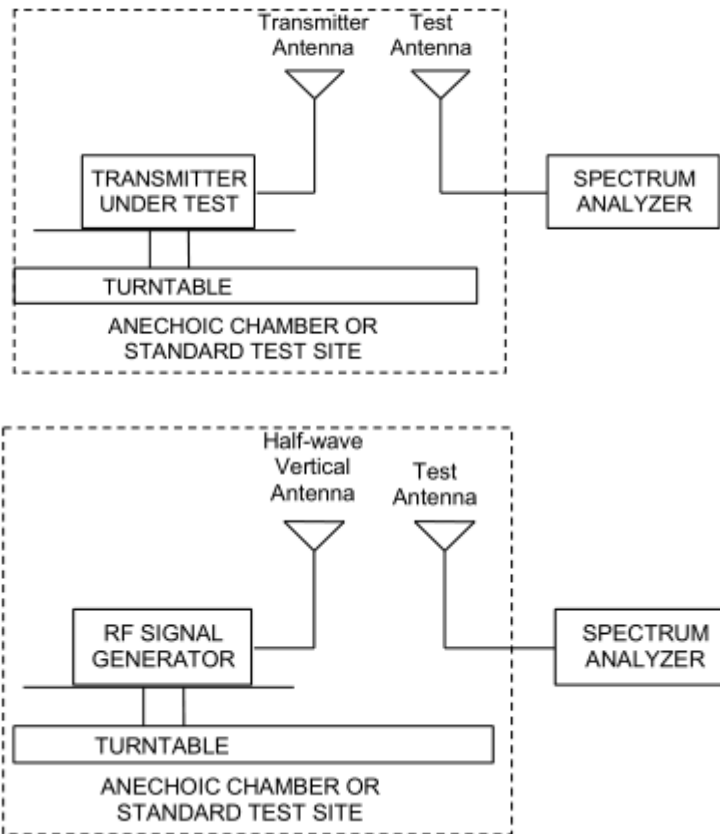 Transmitter
Antenna
Test
Antenna
TRANSMITTER
UNDER TEST
SPECTRUM
ANALYZER
TURNTABLE
ANECHOIC CHAMBER OR
STANDARD TEST SITE
Half-wave
Vertical
Antenna
Test
Antenna
RF SIGNAL
GENERATOR
SPECTRUM
ANALYZER
TURNTABLE
ANECHOIC CHAMBER OR
STANDARD TEST SITE